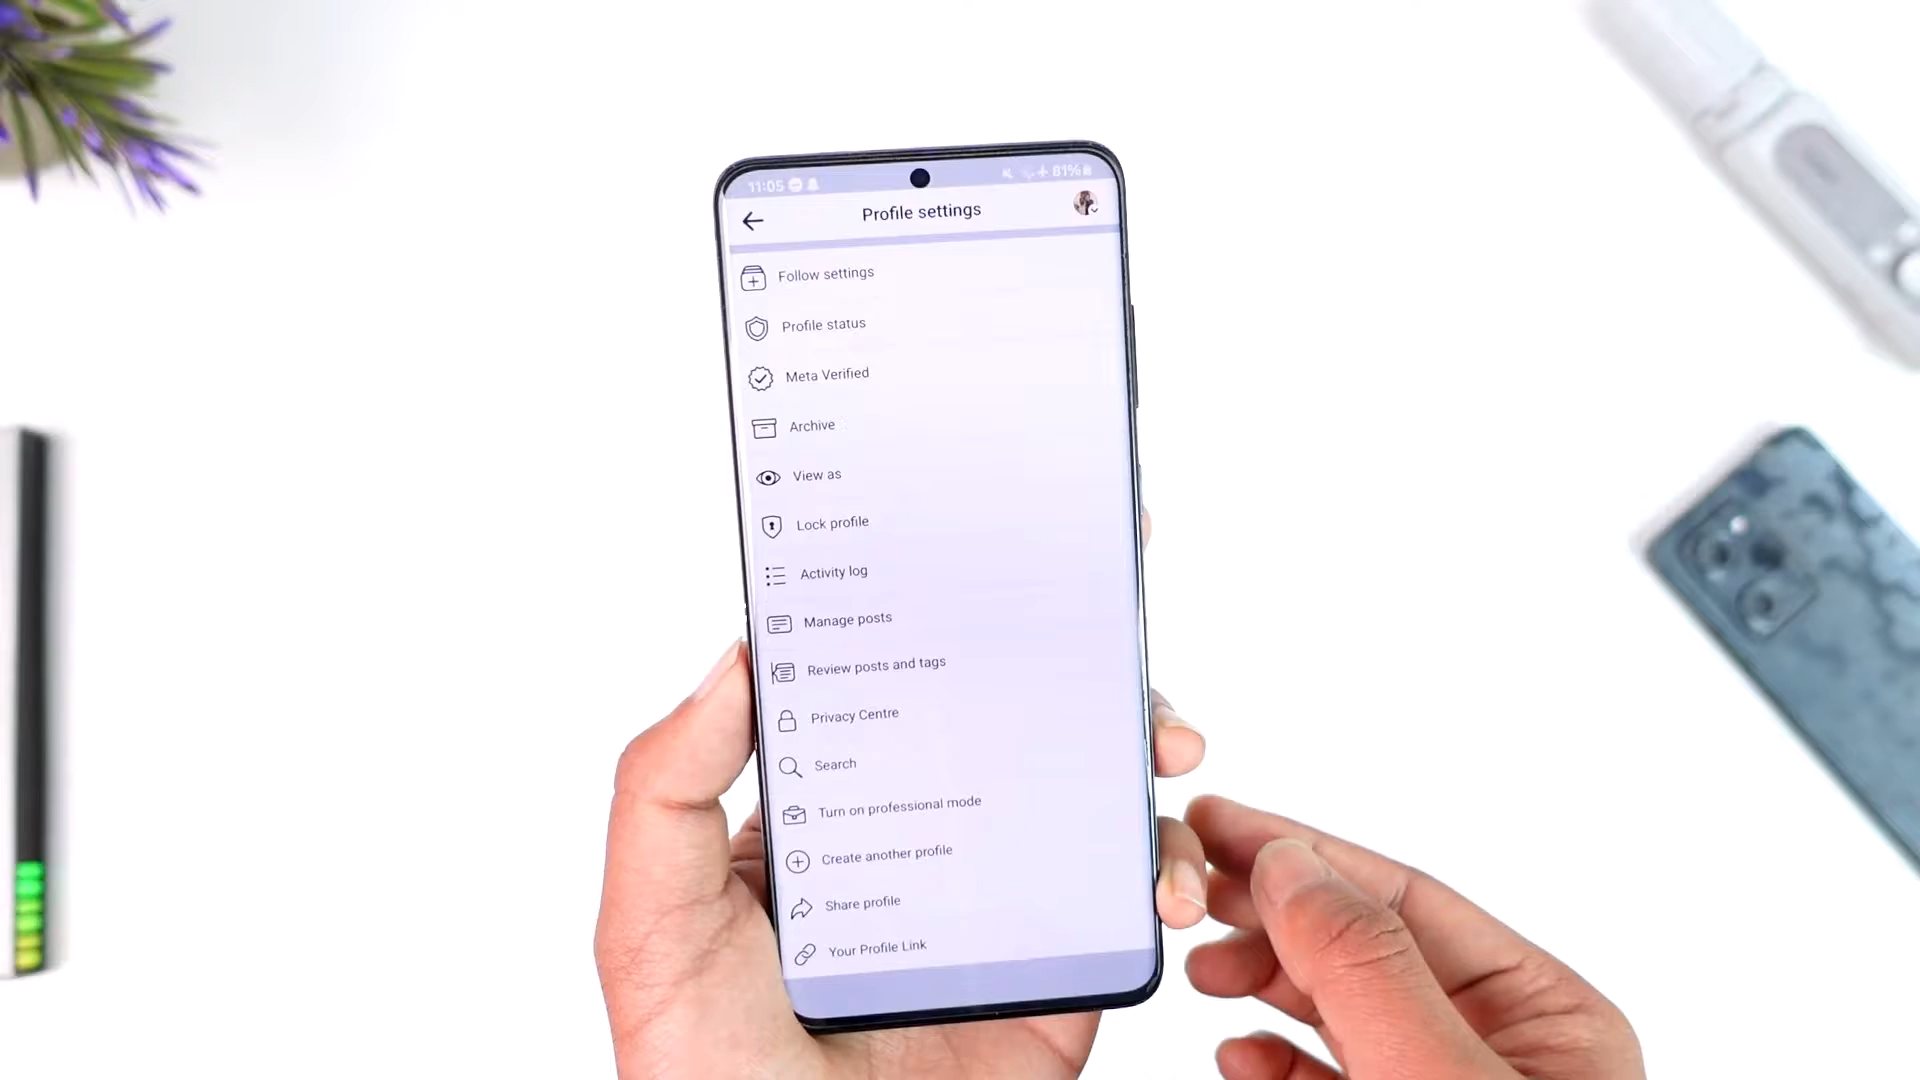 11:05 81%
Profile settings
Follow settings
Profile status
Meta Verified
Archive
View as
Lock profile
Activity log
Manage posts
Review posts and tags
Privacy Centre
Search
Turn on professional mode
Create another profile
Share profile
Your Profile Link